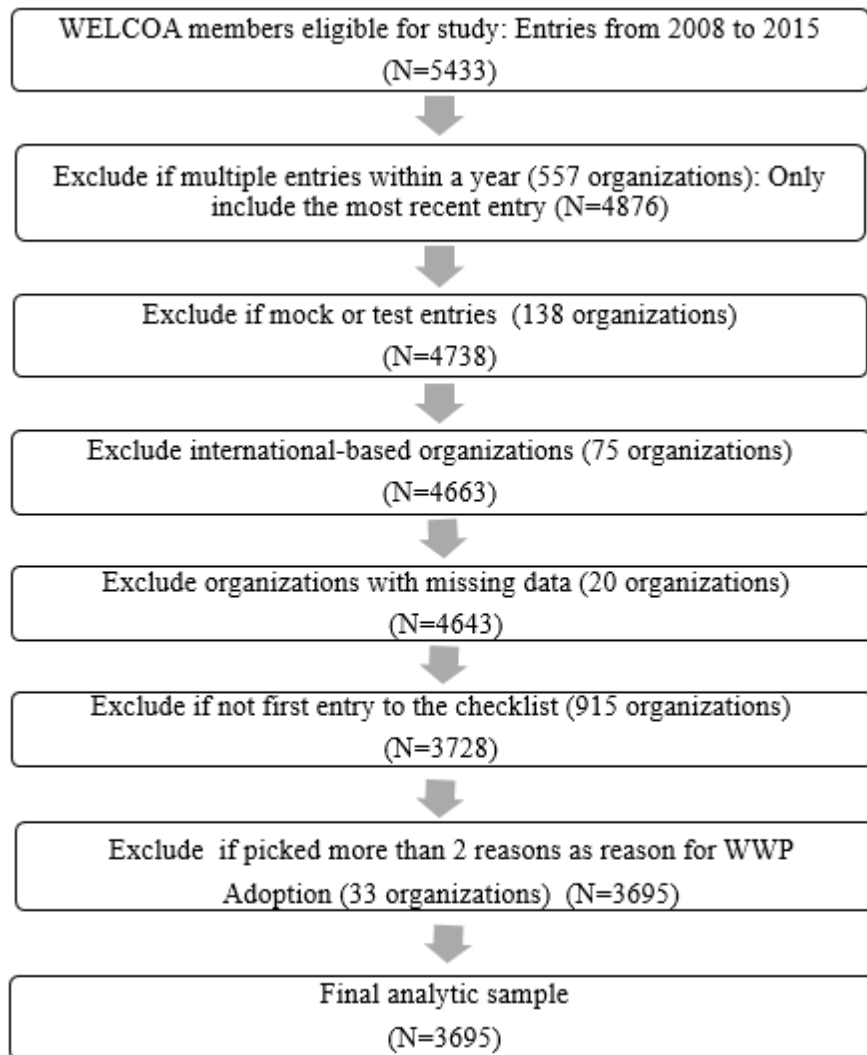 WELCOA members eligible for study: Entries from 2008 to 2015
(N=5433)
Exclude if multiple entries within a year (557 organizations): Only
include the most recent entry (N=4876)
Exclude if mock or test entries (138 organizations)
(N=4738)
Exclude international-based organizations (75 organizations)
(N=4663)
Exclude organizations with missing data (20 organizations)
(N=4643)
Exclude if not first entry to the checklist (915 organizations)
(N=3728)
Exclude if picked more than 2 reasons as reason for WWP
Adoption (33 organizations) (N=3695)
Final analytic sample
(N=3695)